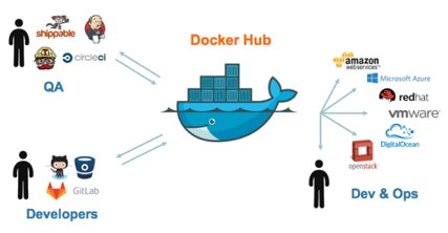 Docker Hub
shippable
circleci
QA
GitLab
Developers
amazon
webservices
Microsoft Azure
redhat
vmware
DigitalOcean
openstack
Dev & Ops